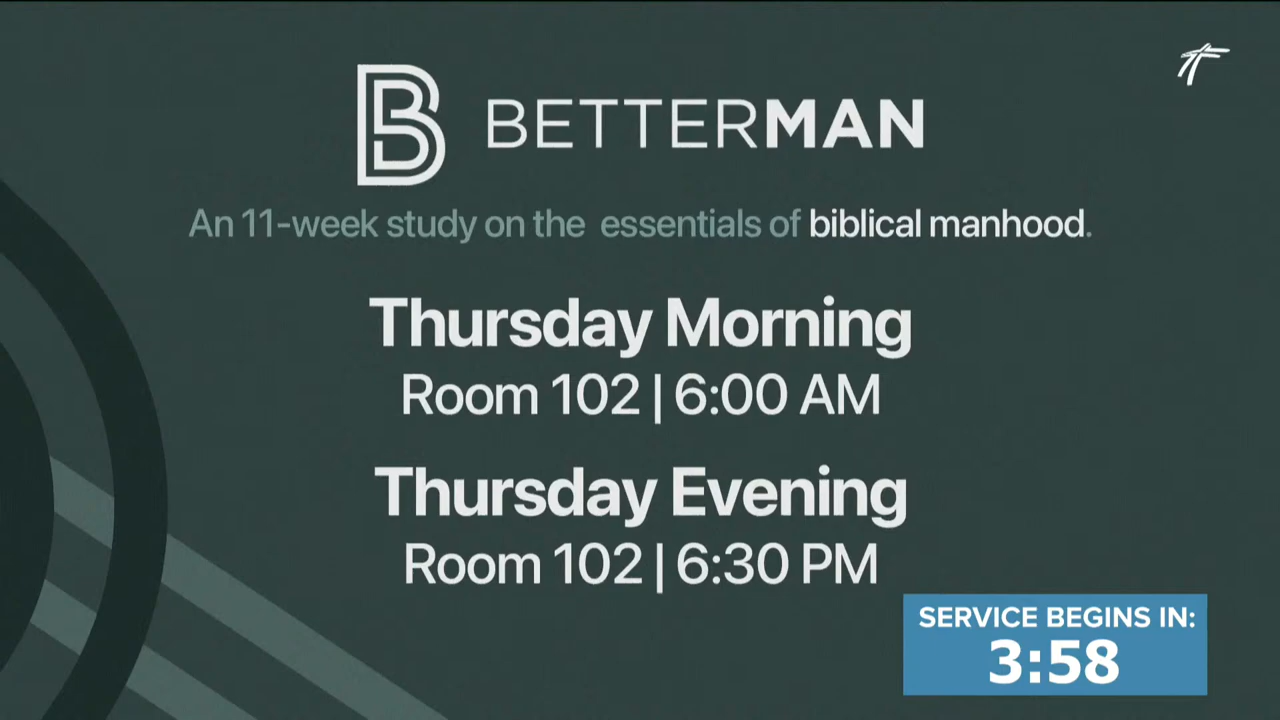 B BETTERMAN
An 11-week study on the essentials of biblical manhood.
Thursday Morning
Room 102 | 6:00 AM
Thursday Evening
Room 102 | 6:30 PM
SERVICE BEGINS IN:
3:58